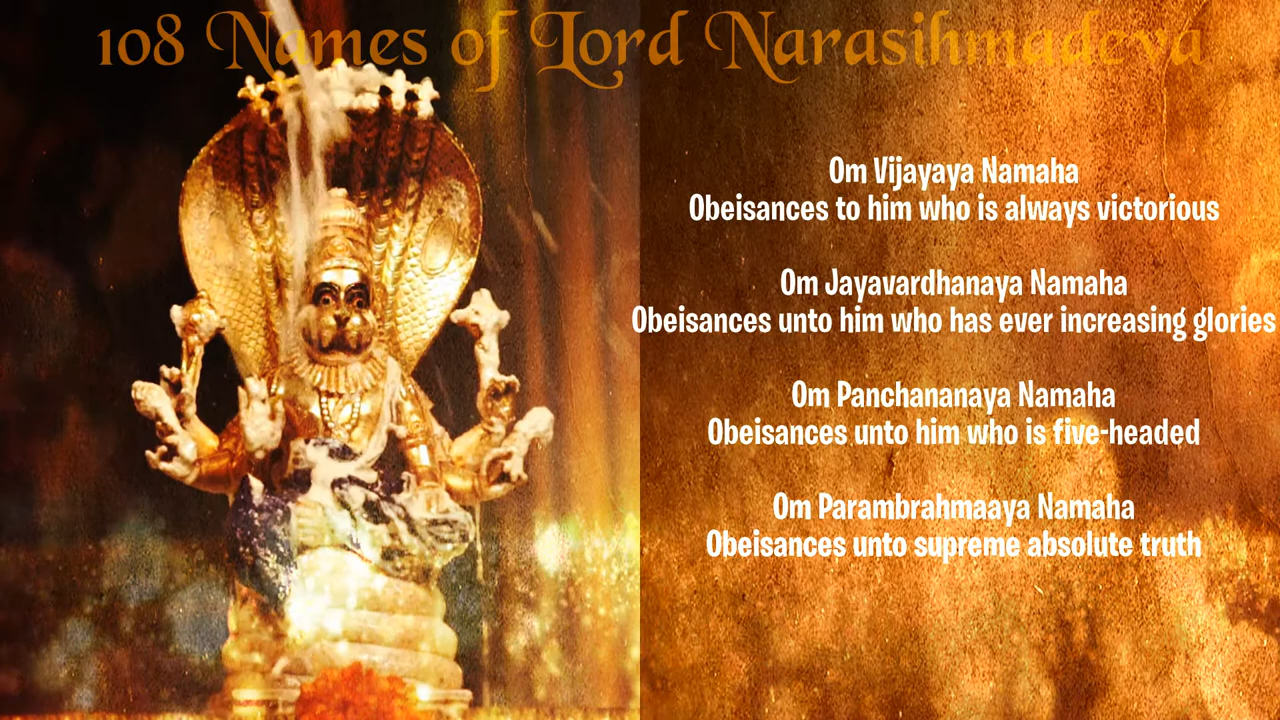 108 Names of Lord Narasihmadeva
Om Vijayaya Namaha
Obeisances to him who is always victorious
Om Jayavardhanaya Namaha
Obeisances unto him who has ever increasing glories
Om Panchananaya Namaha
Obeisances unto him who is five-headed
Om Parambrahmaaya Namaha
Obeisances unto supreme absolute truth